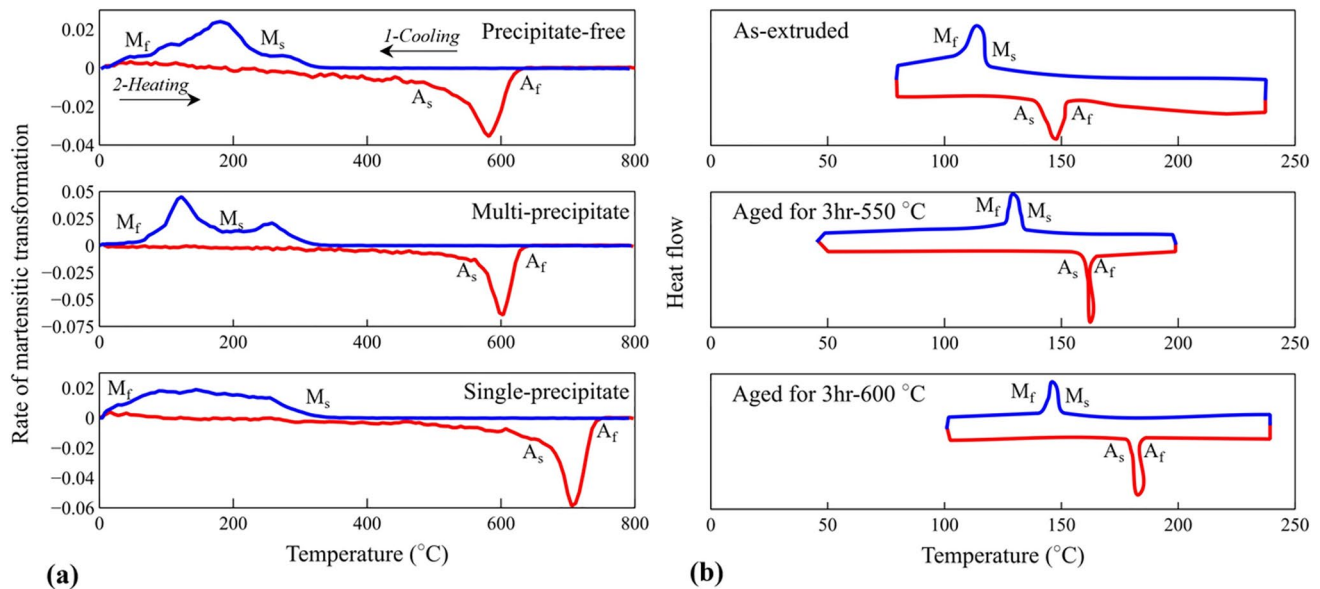 Rate of martensitic transformation
0.02
0
−0.02
−0.04
M_f
M_s
1-Cooling
Precipitate-free
2-Heating
A_s
A_f
0 200 400 600 800
0.05
0.025
0
−0.025
−0.05
−0.075
M_f
M_s
Multi-precipitate
A_s
A_f
0 200 400 600 800
0.02
0
−0.02
−0.04
−0.06
M_f
M_s
Single-precipitate
A_s
A_f
0 200 400 600 800
Temperature (°C)
(a)
Heat flow
As-extruded
M_f
M_s
A_s
A_f
0 50 100 150 200 250
Aged for 3hr-550 °C
M_f
M_s
A_s
A_f
0 50 100 150 200 250
Aged for 3hr-600 °C
M_f
M_s
A_s
A_f
0 50 100 150 200 250
Temperature (°C)
(b)